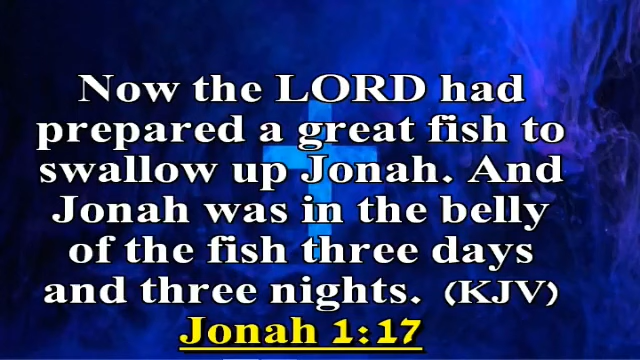 Now the LORD had
prepared a great fish to
swallow up Jonah. And
Jonah was in the belly
of the fish three days
and three nights. (KJV)
Jonah 1:17